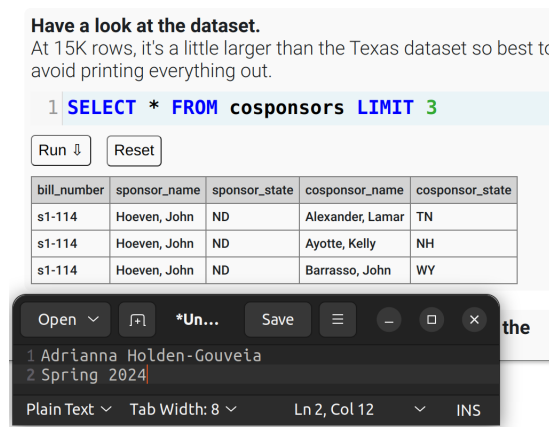 Have a look at the dataset.
At 15K rows, it's a little larger than the Texas dataset so best to
avoid printing everything out.
1 SELECT * FROM cosponsors LIMIT 3
Run ⇩ Reset
bill_number sponsor_name sponsor_state cosponsor_name cosponsor_state
s1-114 Hoeven, John ND Alexander, Lamar TN
s1-114 Hoeven, John ND Ayotte, Kelly NH
s1-114 Hoeven, John ND Barrasso, John WY
the
Open *Un... Save
1 Adrianna Holden-Gouveia
2 Spring 2024
Plain Text Tab Width: 8 Ln 2, Col 12 INS